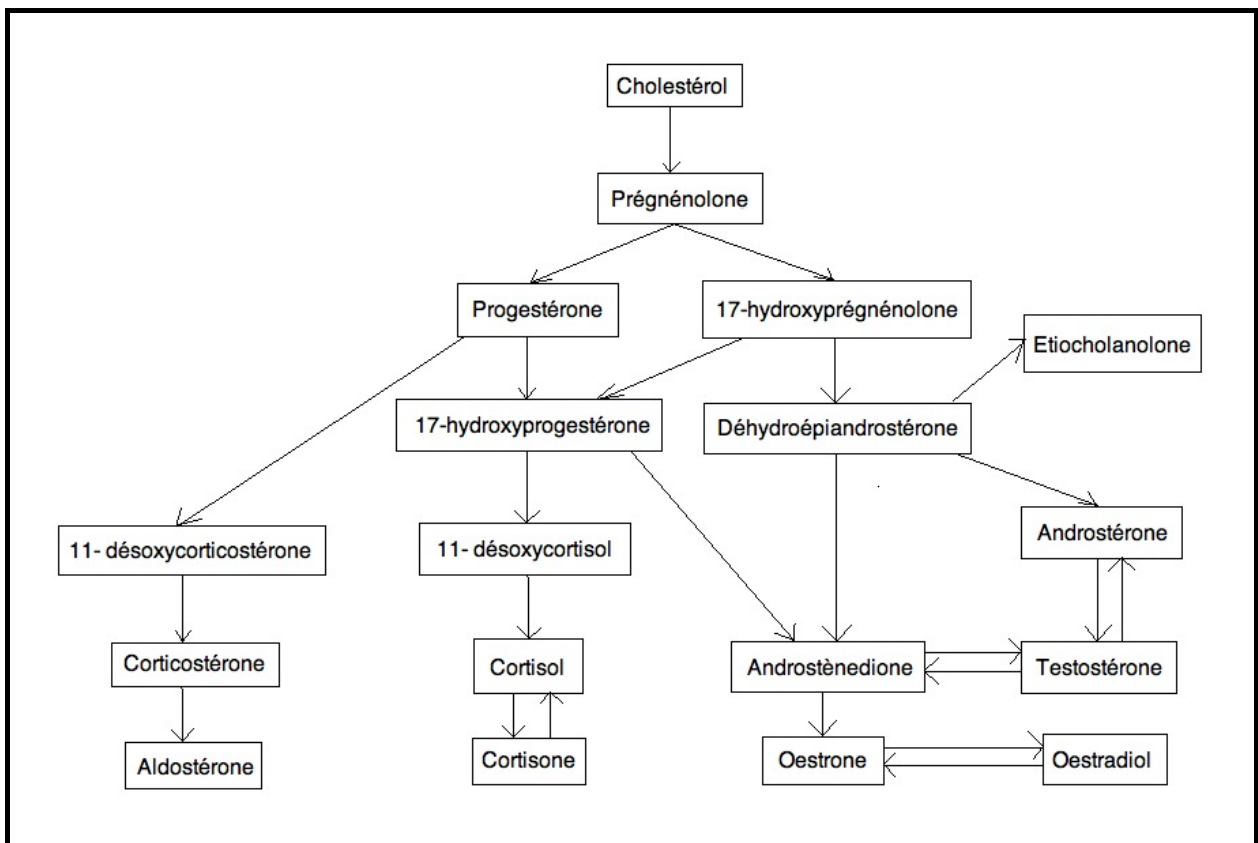 Cholestérol
Prégnénolone
Progestérone
17-hydroxyprégnénolone
Etiocholanolone
17-hydroxyprogestérone
Déhydroépiandrostérone
11- désoxycorticostérone
11- désoxycortisol
Androstérone
Corticostérone
Cortisol
Androstènedione
Testostérone
Aldostérone
Cortisone
Oestrone
Oestradiol